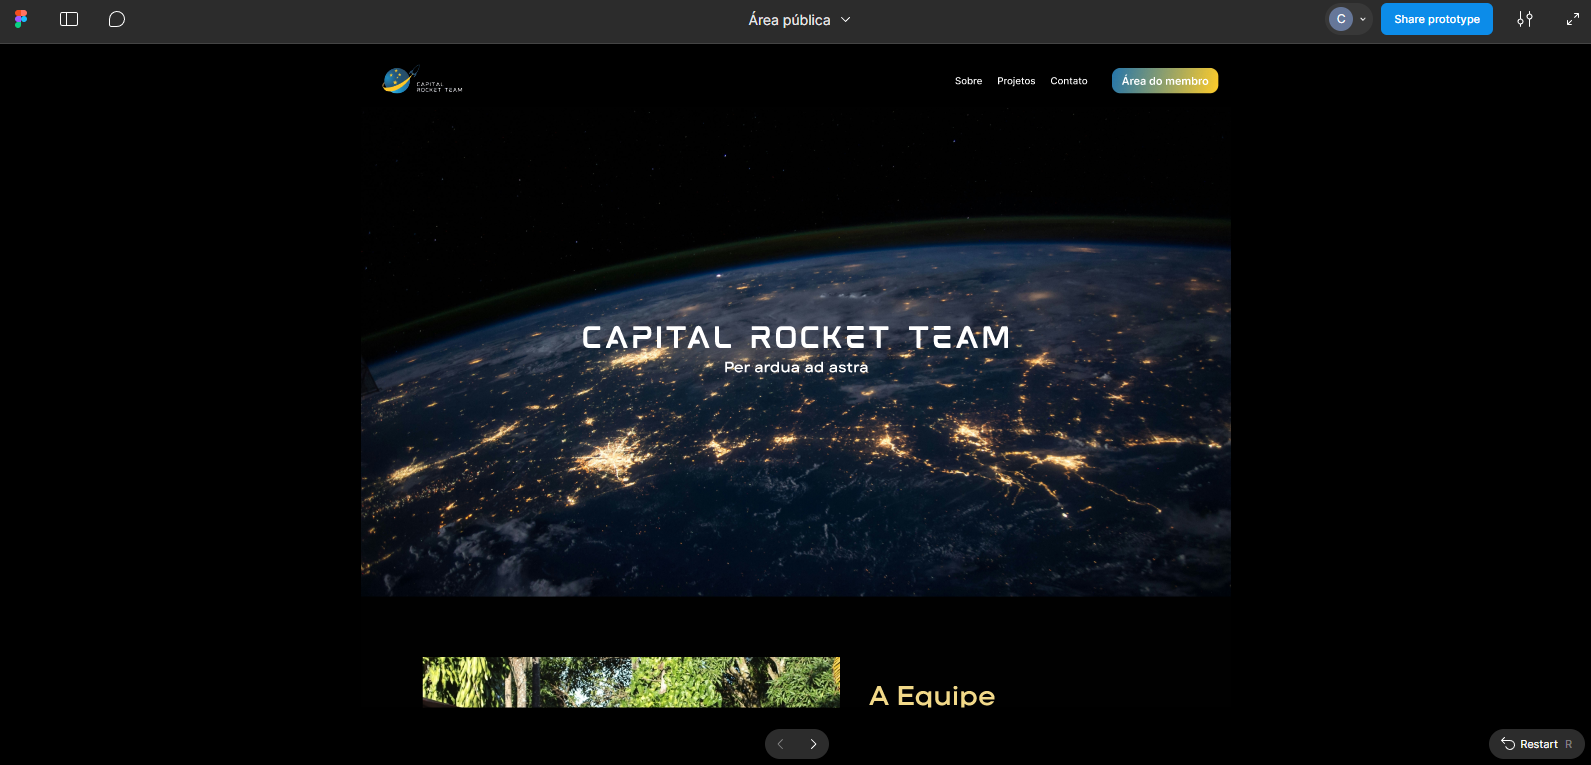 Área pública
C
Share prototype
CAPITAL
ROCKET TEAM
Sobre
Projetos
Contato
Área do membro
CAPITAL ROCKET TEAM
Per ardua ad astra
A Equipe
Restart R